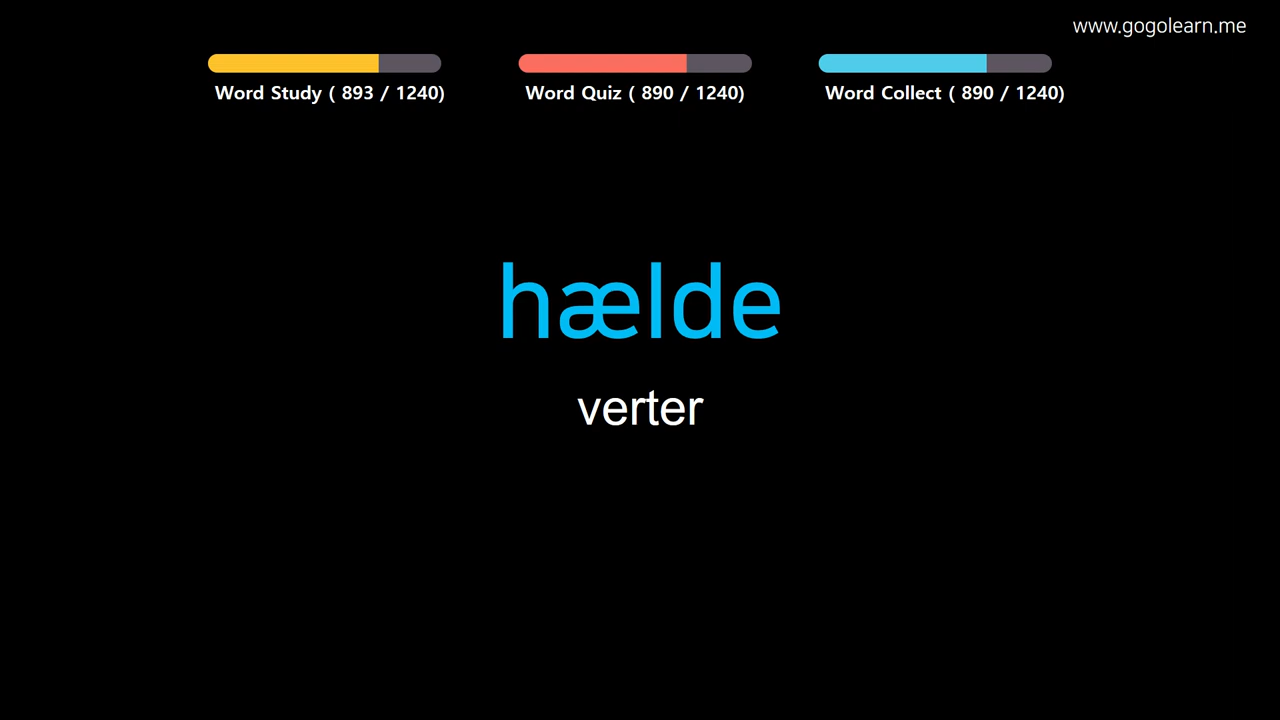 www.gogolearn.me
Word Study ( 893 / 1240)
Word Quiz ( 890 / 1240)
Word Collect ( 890 / 1240)
hælde
verter